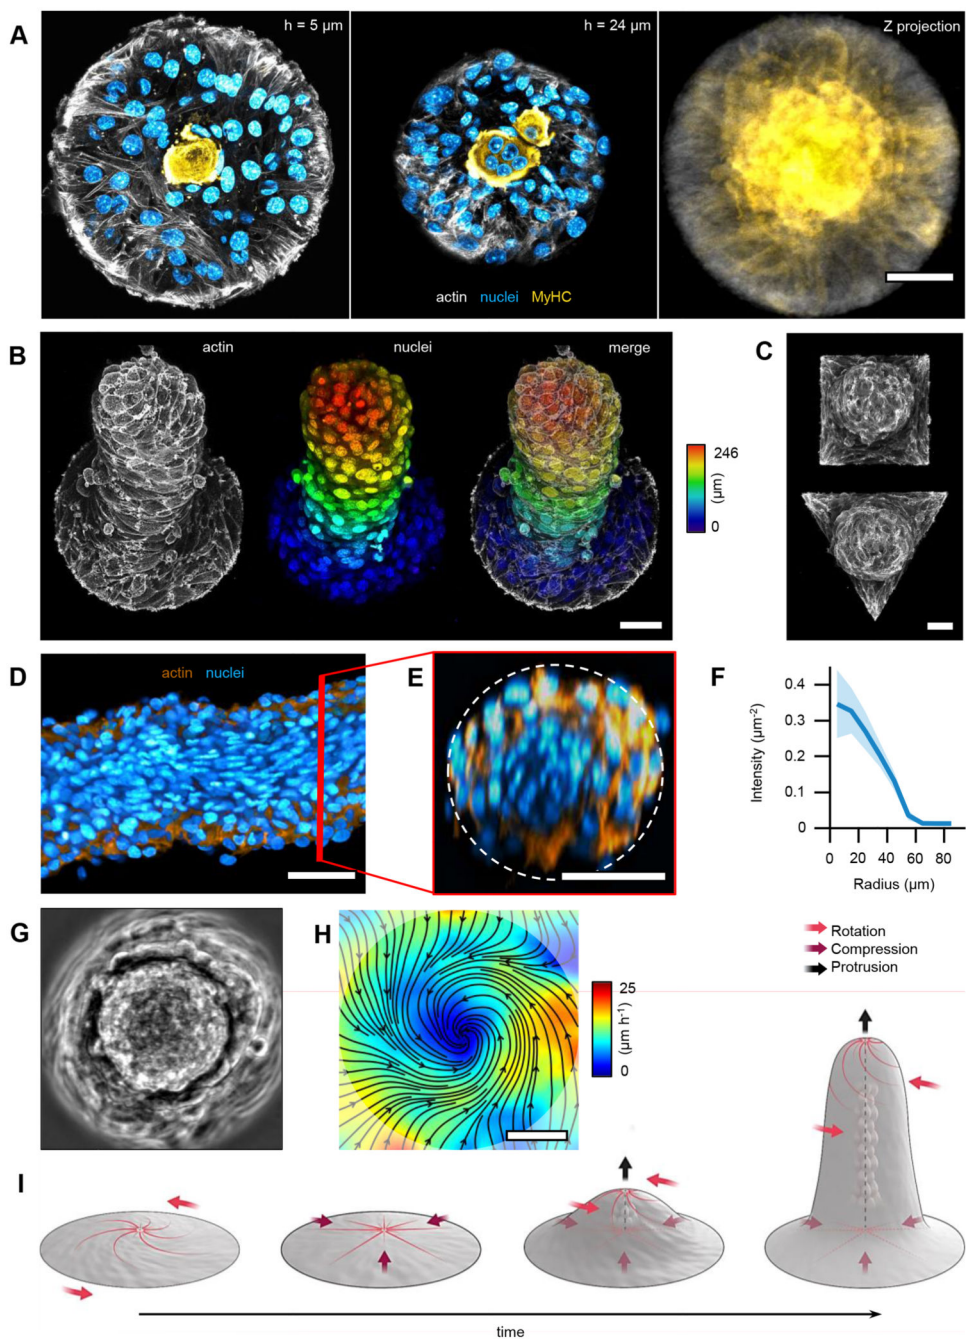 A
h = 5 µm
h = 24 µm
Z projection
actin nuclei MyHC
B
actin
nuclei
merge
246
(µm)
0
C
D
actin nuclei
E
F
0.4
0.3
0.2
0.1
0
Intensity (µm-2)
0 20 40 60 80
Radius (µm)
G
H
25
(µm h-1)
0
Rotation
Compression
Protrusion
I
time